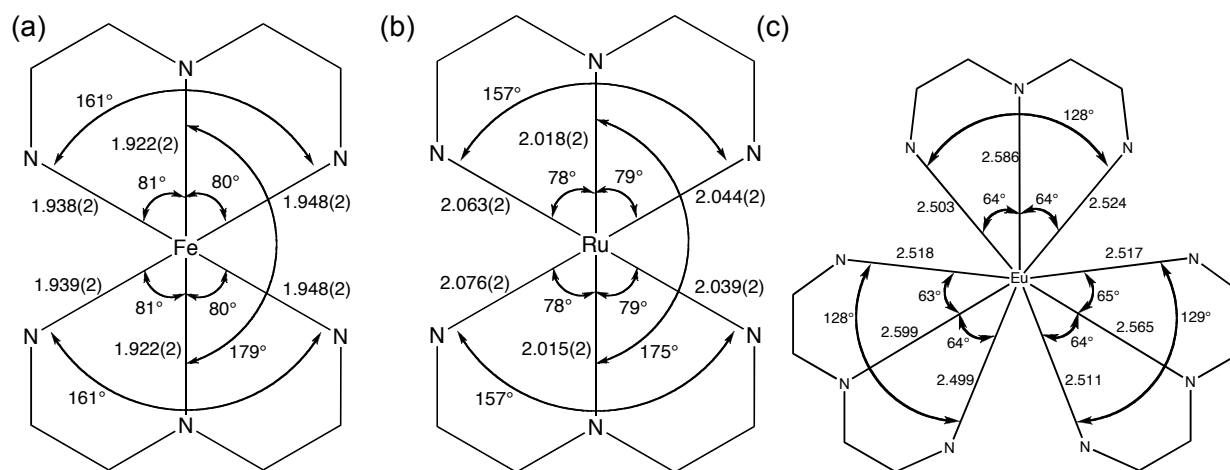 (a)
N
161°
1.922(2)
N
N
81°
80°
1.938(2)
1.948(2)
Fe
1.939(2)
1.948(2)
81°
80°
N
N
1.922(2)
179°
161°
N
(b)
N
157°
2.018(2)
N
N
78°
79°
2.063(2)
2.044(2)
Ru
2.076(2)
2.039(2)
78°
79°
N
N
2.015(2)
175°
157°
N
(c)
N
128°
N
N
2.586
2.503
64°
64°
2.524
2.518
2.517
N
N
Eu
63°
65°
128°
129°
2.599
64°
64°
2.565
2.499
2.511
N
N
N
N